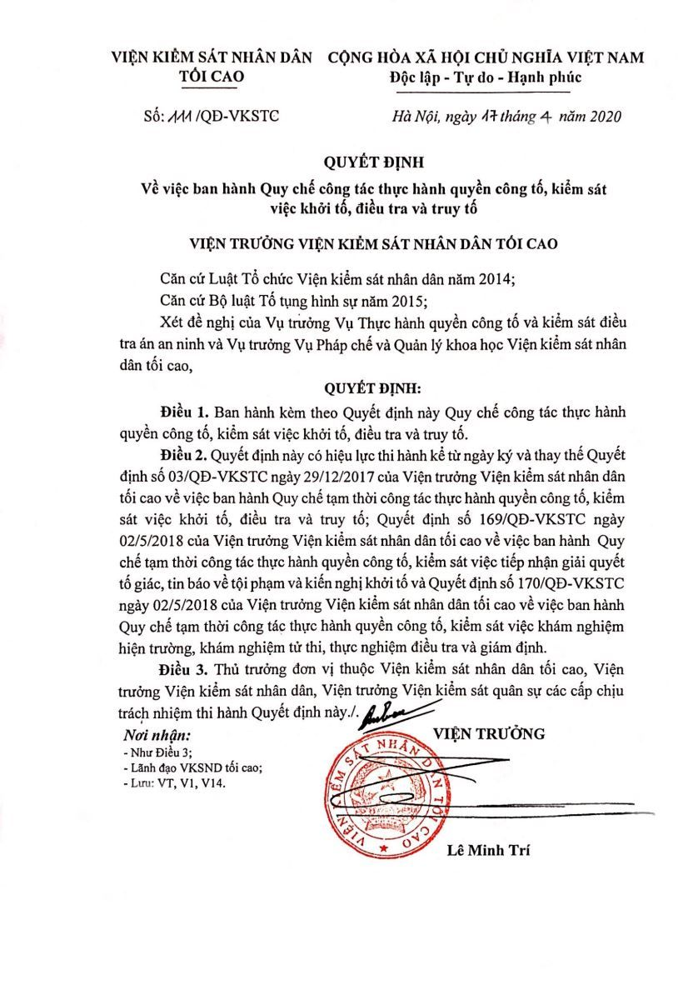 VIỆN KIỂM SÁT NHÂN DÂN
TỐI CAO
CỘNG HÒA XÃ HỘI CHỦ NGHĨA VIỆT NAM
Độc lập - Tự do - Hạnh phúc
Số: 111/QĐ-VKSTC
Hà Nội, ngày 17 tháng 4 năm 2020
QUYẾT ĐỊNH
Về việc ban hành Quy chế công tác thực hành quyền công tố, kiểm sát
việc khởi tố, điều tra và truy tố
VIỆN TRƯỞNG VIỆN KIỂM SÁT NHÂN DÂN TỐI CAO
Căn cứ Luật Tổ chức Viện kiểm sát nhân dân năm 2014;
Căn cứ Bộ luật Tố tụng hình sự năm 2015;
Xét đề nghị của Vụ trưởng Vụ Thực hành quyền công tố và kiểm sát điều
tra án an ninh và Vụ trưởng Vụ Pháp chế và Quản lý khoa học Viện kiểm sát nhân
dân tối cao,
QUYẾT ĐỊNH:
Điều 1. Ban hành kèm theo Quyết định này Quy chế công tác thực hành
quyền công tố, kiểm sát việc khởi tố, điều tra và truy tố.
Điều 2. Quyết định này có hiệu lực thi hành kể từ ngày ký và thay thế Quyết
định số 03/QĐ-VKSTC ngày 29/12/2017 của Viện trưởng Viện kiểm sát nhân dân
tối cao về việc ban hành Quy chế tạm thời công tác thực hành quyền công tố, kiểm
sát việc khởi tố, điều tra và truy tố; Quyết định số 169/QĐ-VKSTC ngày
02/5/2018 của Viện trưởng Viện kiểm sát nhân dân tối cao về việc ban hành Quy
chế tạm thời công tác thực hành quyền công tố, kiểm sát việc tiếp nhận giải quyết
tố giác, tin báo về tội phạm và kiến nghị khởi tố và Quyết định số 170/QĐ-VKSTC
ngày 02/5/2018 của Viện trưởng Viện kiểm sát nhân dân tối cao về việc ban hành
Quy chế tạm thời công tác thực hành quyền công tố, kiểm sát việc khám nghiệm
hiện trường, khám nghiệm tử thi, thực nghiệm điều tra và giám định.
Điều 3. Thủ trưởng đơn vị thuộc Viện kiểm sát nhân dân tối cao, Viện
trưởng Viện kiểm sát nhân dân, Viện trưởng Viện kiểm sát quân sự các cấp chịu
trách nhiệm thi hành Quyết định này./.
Nơi nhận:
- Như Điều 3;
- Lãnh đạo VKSND tối cao;
- Lưu: VT, V1, V14.
VIỆN TRƯỞNG
VIỆN KIỂM SÁT NHÂN DÂN TỐI CAO
Lê Minh Trí